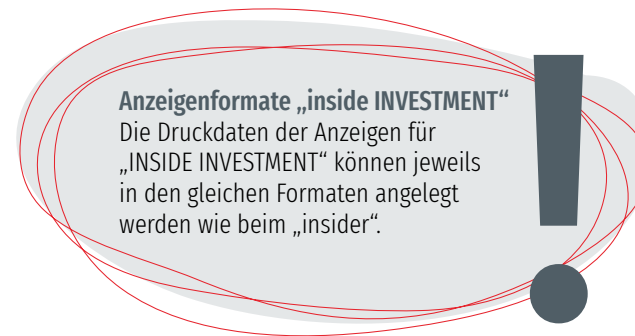 Anzeigenformate „inside INVESTMENT“
Die Druckdaten der Anzeigen für
„INSIDE INVESTMENT“ können jeweils
in den gleichen Formaten angelegt
werden wie beim „insider“.
!